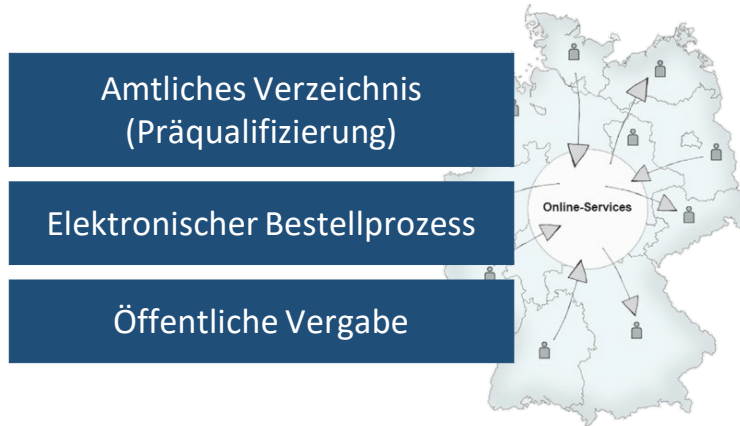 Amtliches Verzeichnis
(Präqualifizierung)
Elektronischer Bestellprozess
Online-Services
Öffentliche Vergabe